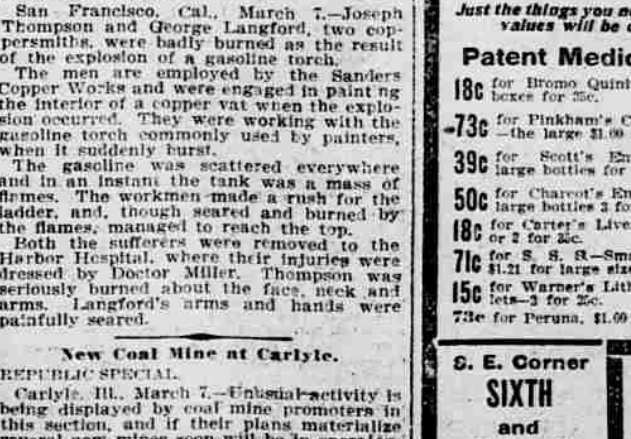 San Francisco, Cal., March 7.—Joseph
Thompson and George Langford, two cop-
persmiths, were badly burned as the result
of the explosion of a gasoline torch.
The men are employed by the Sanders
Copper Works and were engaged in painting
the interior of a copper vat when the explo-
sion occurred. They were working with the
gasoline torch commonly used by painters,
when it suddenly burst.
The gasoline was scattered everywhere
and in an instant the tank was a mass of
flames. The workmen made a rush for the
ladder, and, though seared and burned by
the flames, managed to reach the top.
Both the sufferers were removed to the
Harbor Hospital, where their injuries were
dressed by Doctor Miller. Thompson was
seriously burned about the face, neck and
arms. Langford's arms and hands were
painfully seared.
New Coal Mine at Carlyle.
REPUBLIC SPECIAL.
Carlyle, Ill., March 7.—Unusual activity is
being displayed by coal mine promoters in
this section, and if their plans materialize
several new mines soon will be in
Just the things you
values will be
Patent Medic
18c for Bromo Quini
boxes for 35c.
73c for Pinkham's C
—the large $1.00
39c for Scott's Em
large bottles for
50c for Charcot's En
large bottles 3 fo
18c for Carter's Live
or 2 for 35c.
71c for S. S. S.—Sma
$1.21 for large size
15c for Warner's Lith
lets—2 for 25c.
73c for Peruna, $1.00
S. E. Corner
SIXTH
and